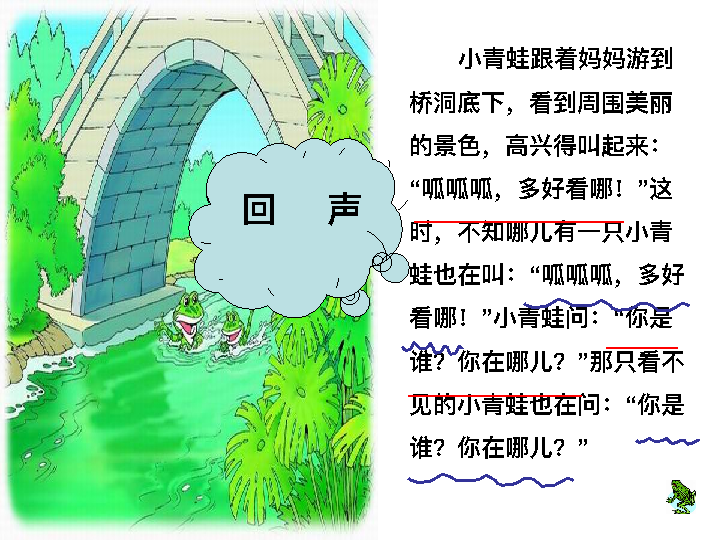 回 声
小青蛙跟着妈妈游到
桥洞底下，看到周围美丽
的景色，高兴得叫起来：
“呱呱呱，多好看哪！”这
时，不知哪儿有一只小青
蛙也在叫：“呱呱呱，多好
看哪！”小青蛙问：“你是
谁？你在哪儿？”那只看不
见的小青蛙也在问：“你是
谁？你在哪儿？”